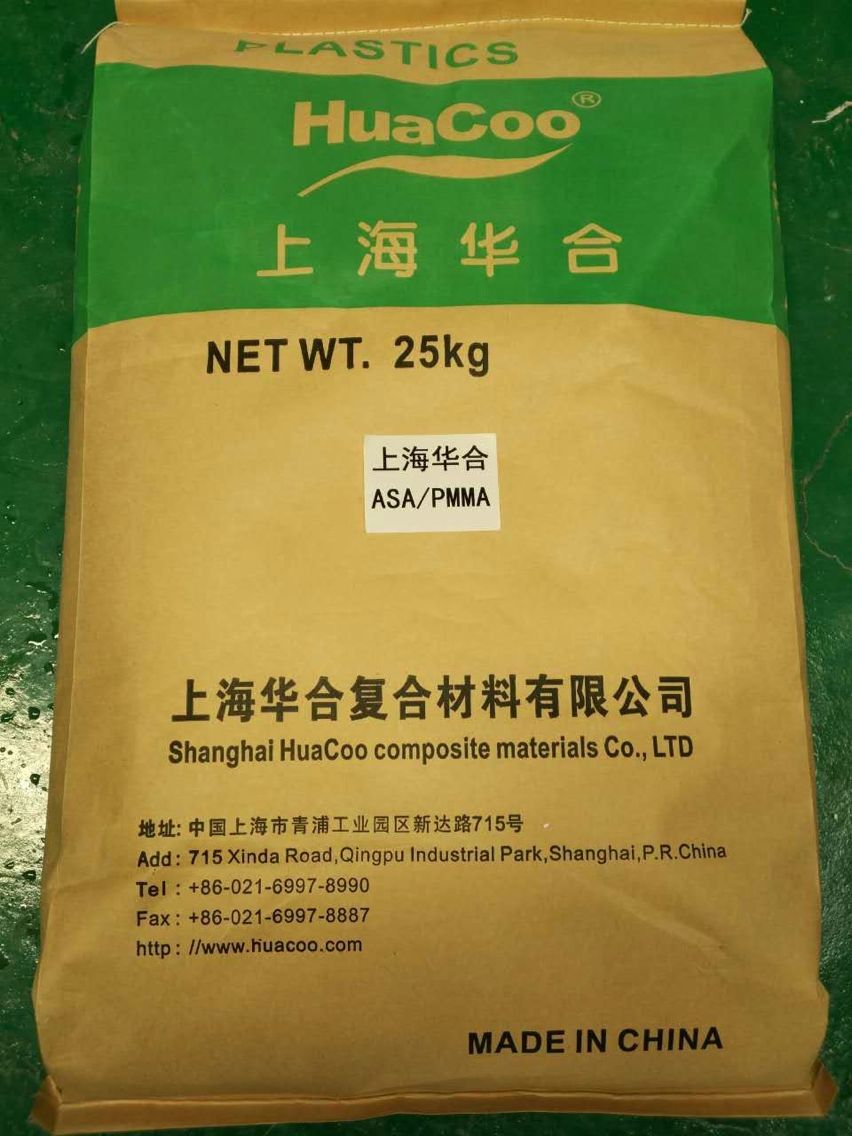 PLASTICS
HuaCoo®
上海华合
NET WT. 25kg
上海华合
ASA/PMMA
上海华合复合材料有限公司
Shanghai HuaCoo composite materials Co., LTD
地址: 中国上海市青浦工业园区新达路715号
Add : 715 Xinda Road,Qingpu Industrial Park,Shanghai,P.R.China
Tel : +86-021-6997-8990
Fax : +86-021-6997-8887
http : //www.huacoo.com
MADE IN CHINA